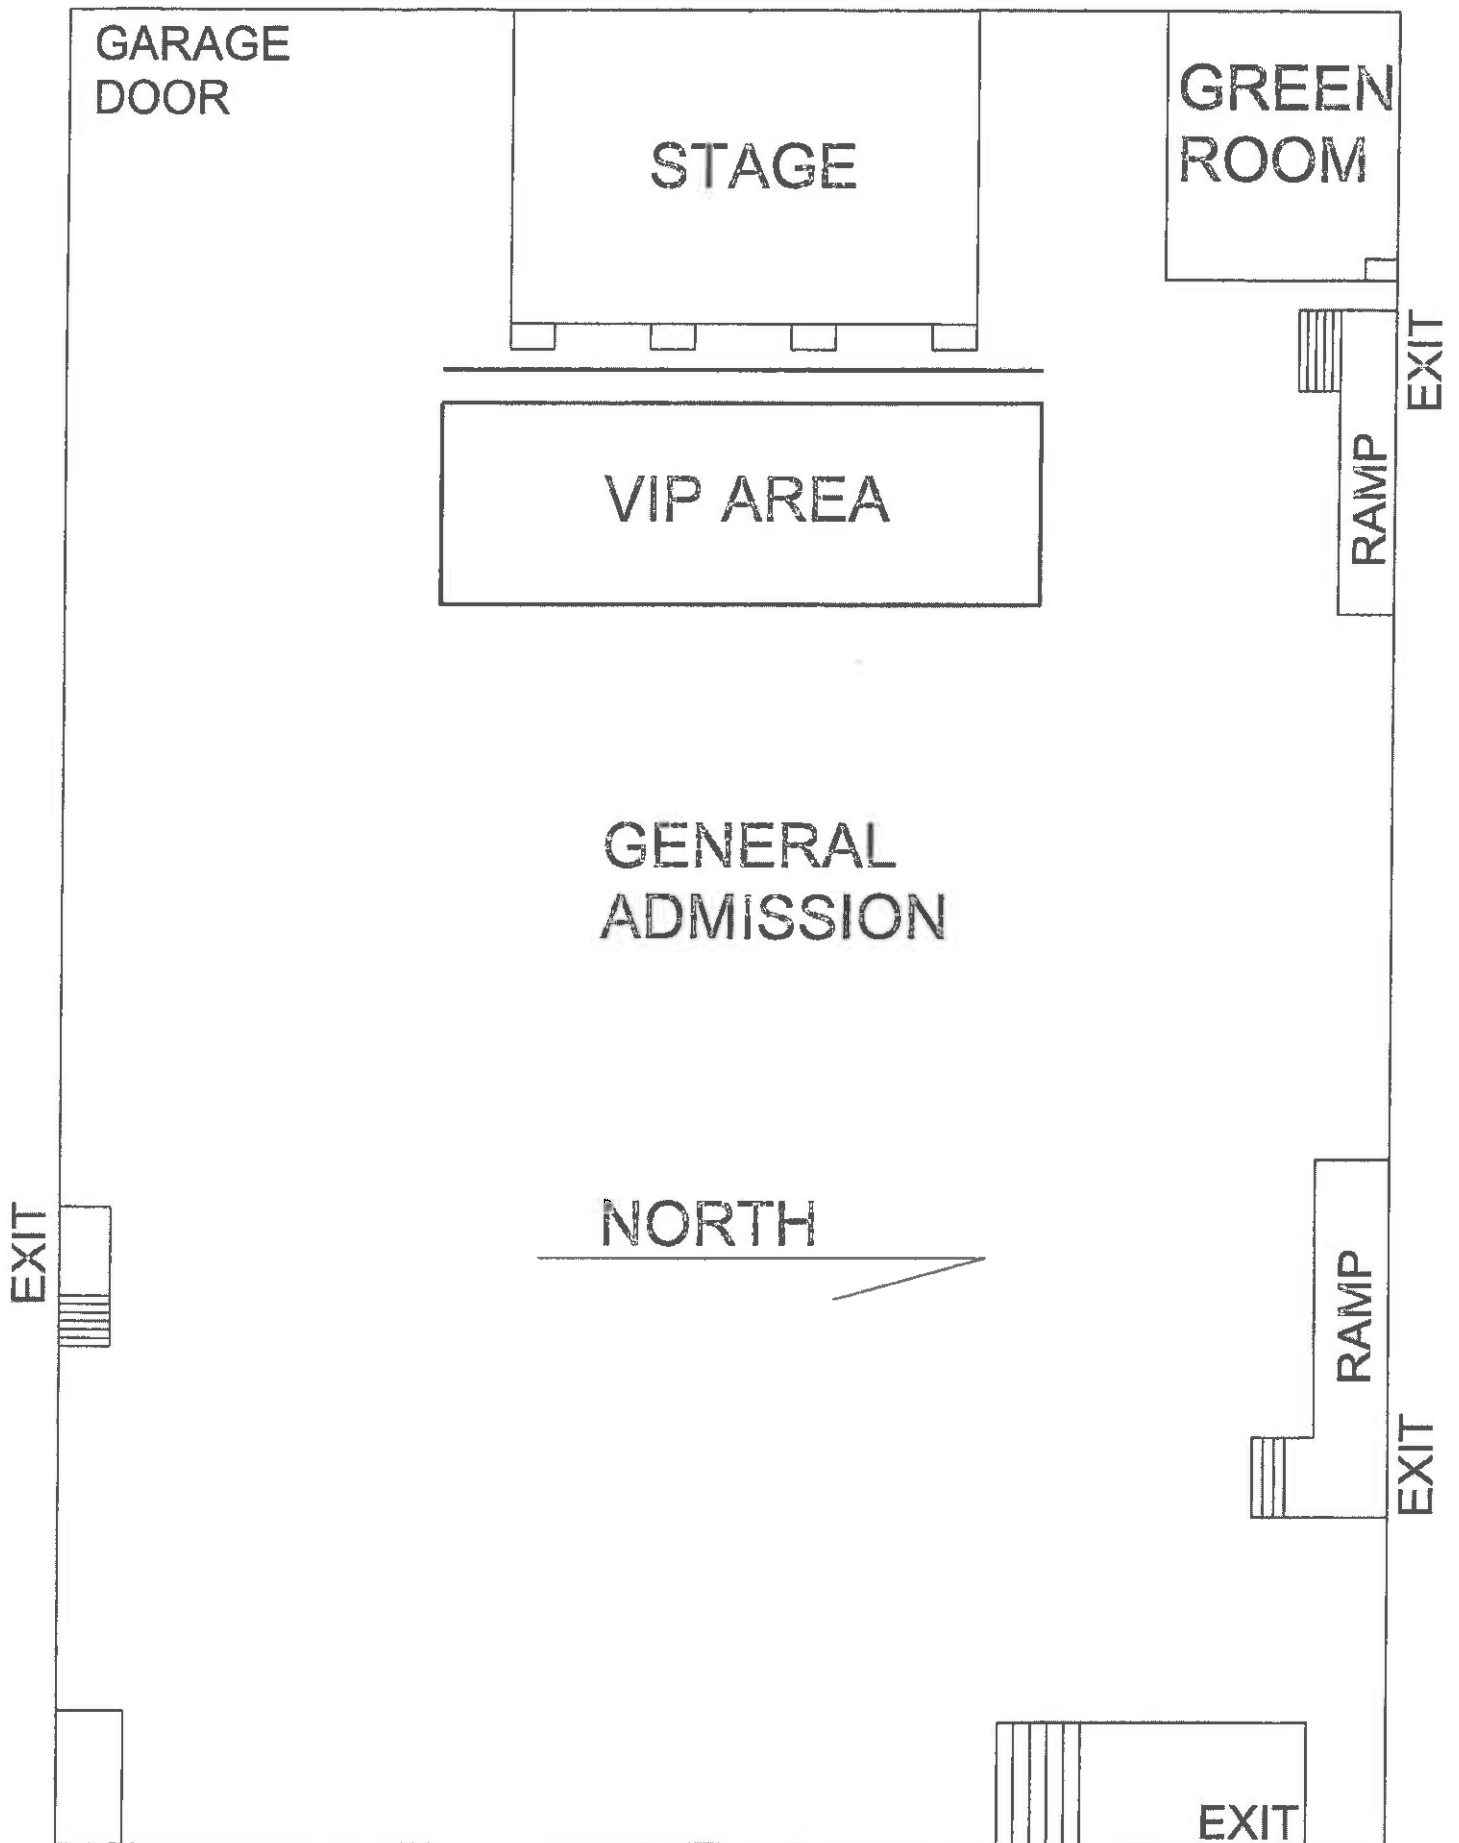 GARAGE
DOOR
STAGE
GREEN
ROOM
EXIT
RAMP
VIP AREA
GENERAL
ADMISSION
NORTH
EXIT
RAMP
EXIT
EXIT